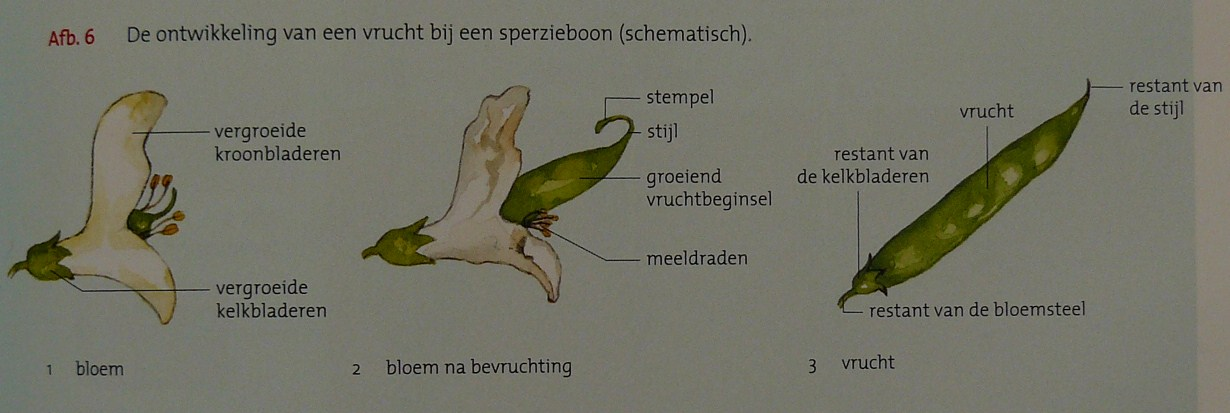 Afb. 6 De ontwikkeling van een vrucht bij een sperzieboon (schematisch).
vergroeide
kroonbladeren
vergroeide
kelkbladeren
1 bloem
stempel
stijl
groeiend
vruchtbeginsel
meeldraden
2 bloem na bevruchting
restant van
de stijl
vrucht
restant van
de kelkbladeren
restant van de bloemsteel
3 vrucht